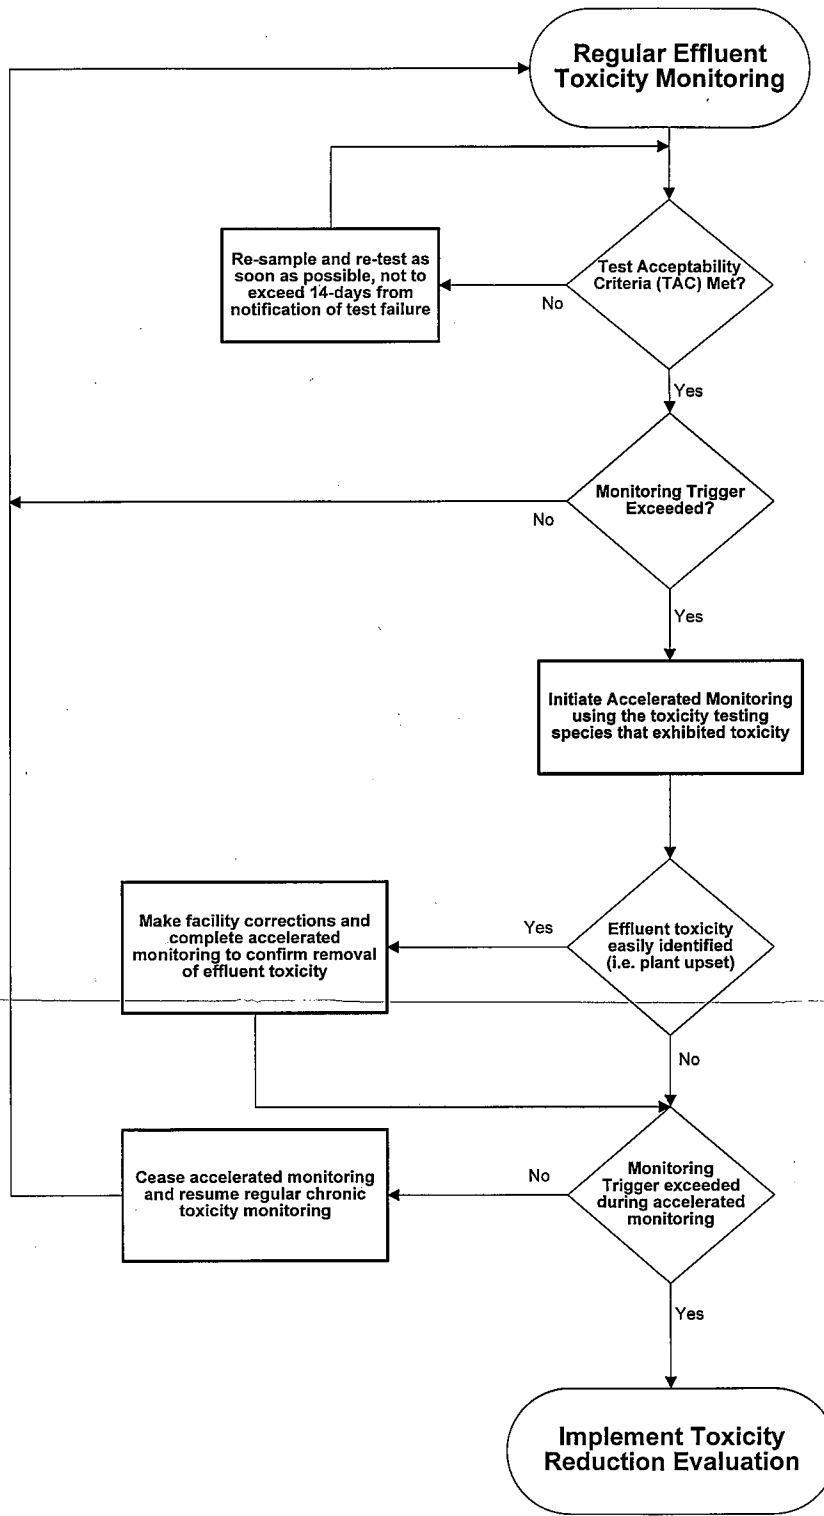 Regular Effluent
Toxicity Monitoring
Re-sample and re-test as
soon as possible, not to
exceed 14-days from
notification of test failure
Test Acceptability
Criteria (TAC) Met?
No
Yes
Monitoring Trigger
Exceeded?
No
Yes
Initiate Accelerated Monitoring
using the toxicity testing
species that exhibited toxicity
Make facility corrections and
complete accelerated
monitoring to confirm removal
of effluent toxicity
Yes
Effluent toxicity
easily identified
(i.e. plant upset)
No
Cease accelerated monitoring
and resume regular chronic
toxicity monitoring
No
Monitoring
Trigger exceeded
during accelerated
monitoring
Yes
Implement Toxicity
Reduction Evaluation